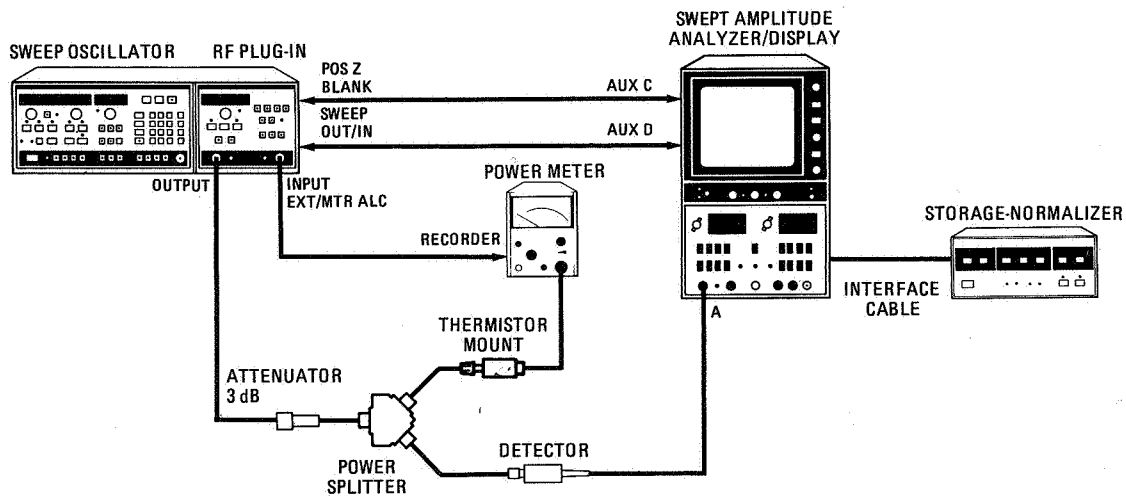 SWEPT AMPLITUDE
ANALYZER/DISPLAY
SWEEP OSCILLATOR
RF PLUG-IN
POS Z
BLANK
AUX C
SWEEP
OUT/IN
AUX D
OUTPUT
INPUT
EXT/MTR ALC
POWER METER
RECORDER
STORAGE-NORMALIZER
INTERFACE
CABLE
A
THERMISTOR
MOUNT
ATTENUATOR
3 dB
DETECTOR
POWER
SPLITTER